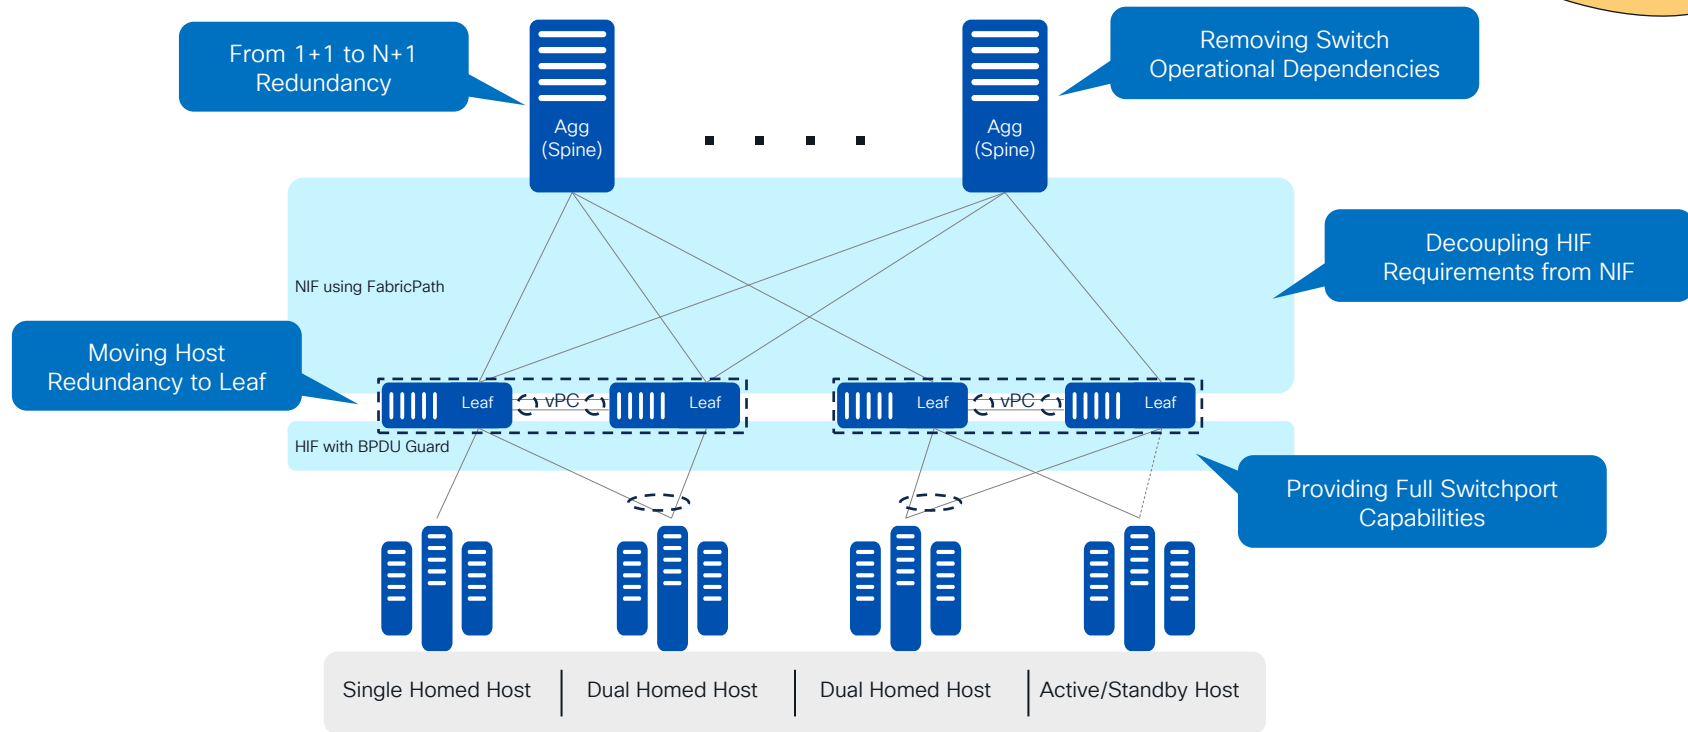 From 1+1 to N+1
Redundancy
Removing Switch
Operational Dependencies
Agg
(Spine)
Agg
(Spine)
Decoupling HIF
Requirements from NIF
NIF using FabricPath
Moving Host
Redundancy to Leaf
Leaf
vPC
Leaf
Leaf
vPC
Leaf
HIF with BPDU Guard
Providing Full Switchport
Capabilities
Single Homed Host
Dual Homed Host
Dual Homed Host
Active/Standby Host